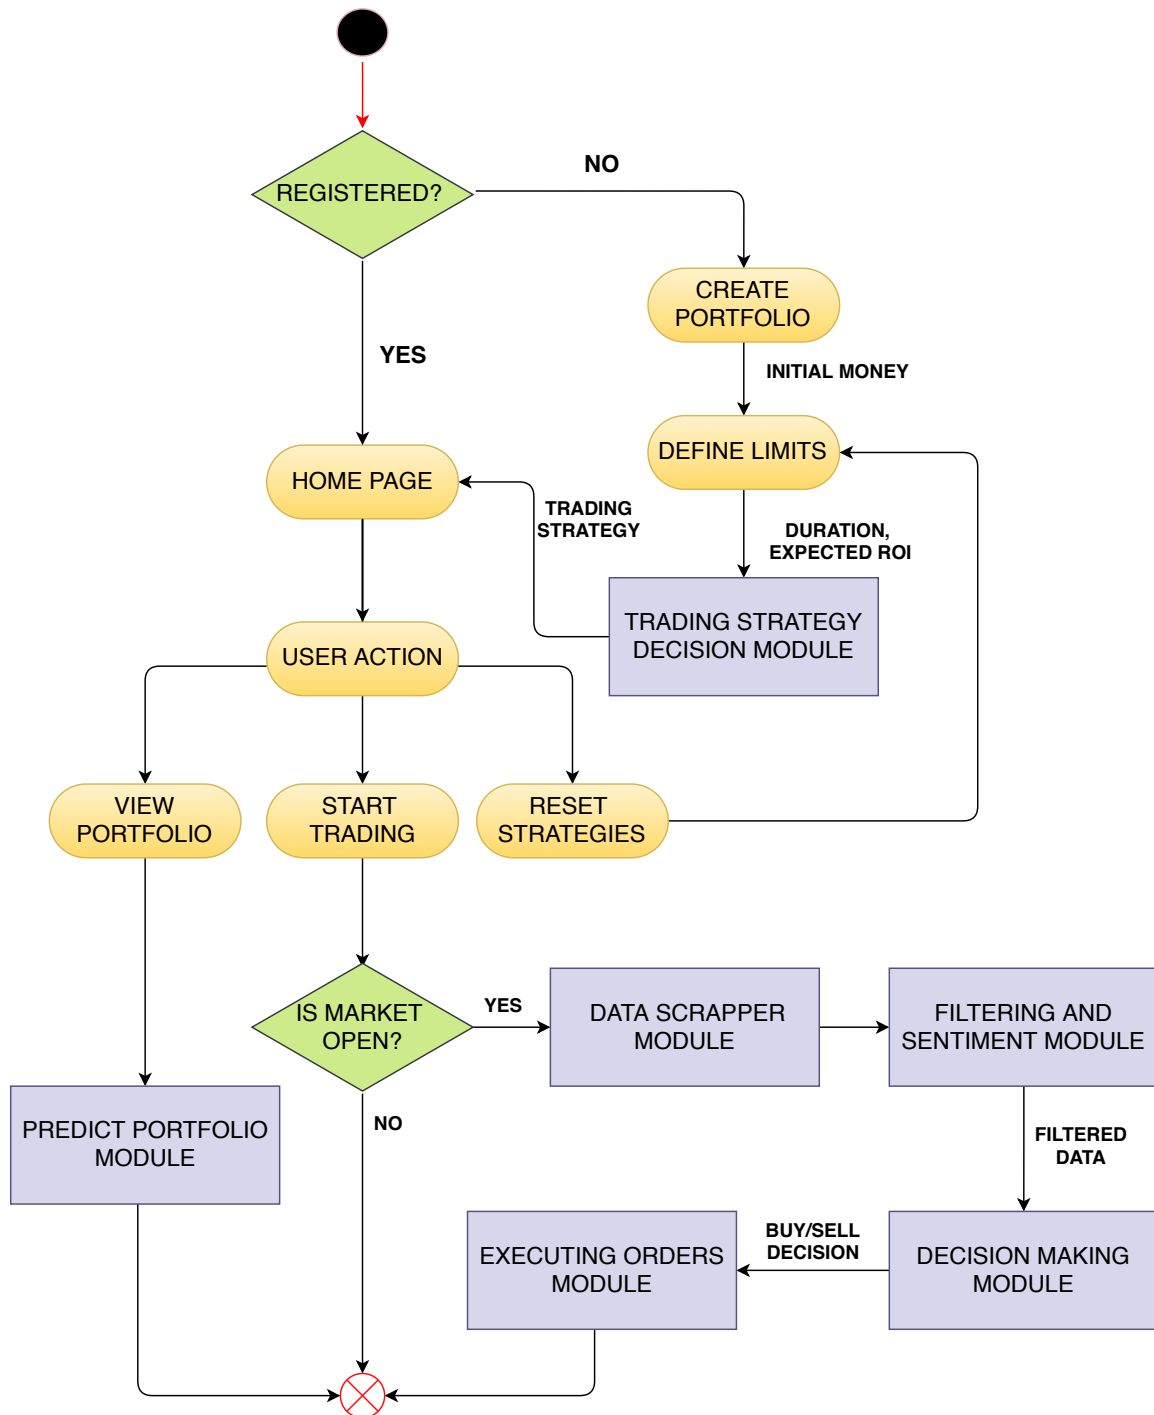 REGISTERED?
NO
CREATE
PORTFOLIO
YES
INITIAL MONEY
DEFINE LIMITS
HOME PAGE
TRADING
STRATEGY
DURATION,
EXPECTED ROI
TRADING STRATEGY
DECISION MODULE
USER ACTION
VIEW
PORTFOLIO
START
TRADING
RESET
STRATEGIES
IS MARKET
OPEN?
YES
DATA SCRAPPER
MODULE
FILTERING AND
SENTIMENT MODULE
NO
PREDICT PORTFOLIO
MODULE
FILTERED
DATA
BUY/SELL
DECISION
EXECUTING ORDERS
MODULE
DECISION MAKING
MODULE